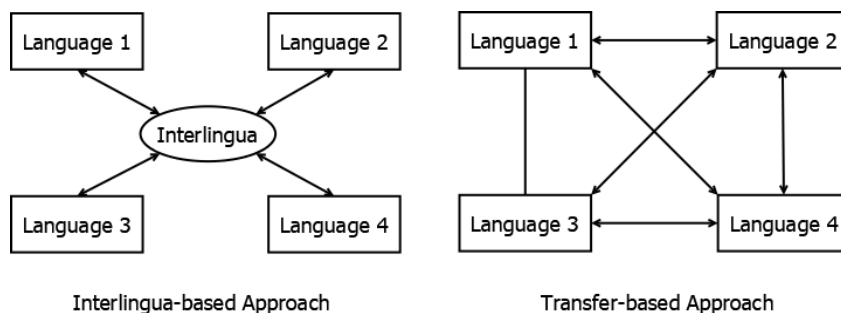 Language 1
Language 2
Interlingua
Language 3
Language 4
Interlingua-based Approach
Language 1
Language 2
Language 3
Language 4
Transfer-based Approach